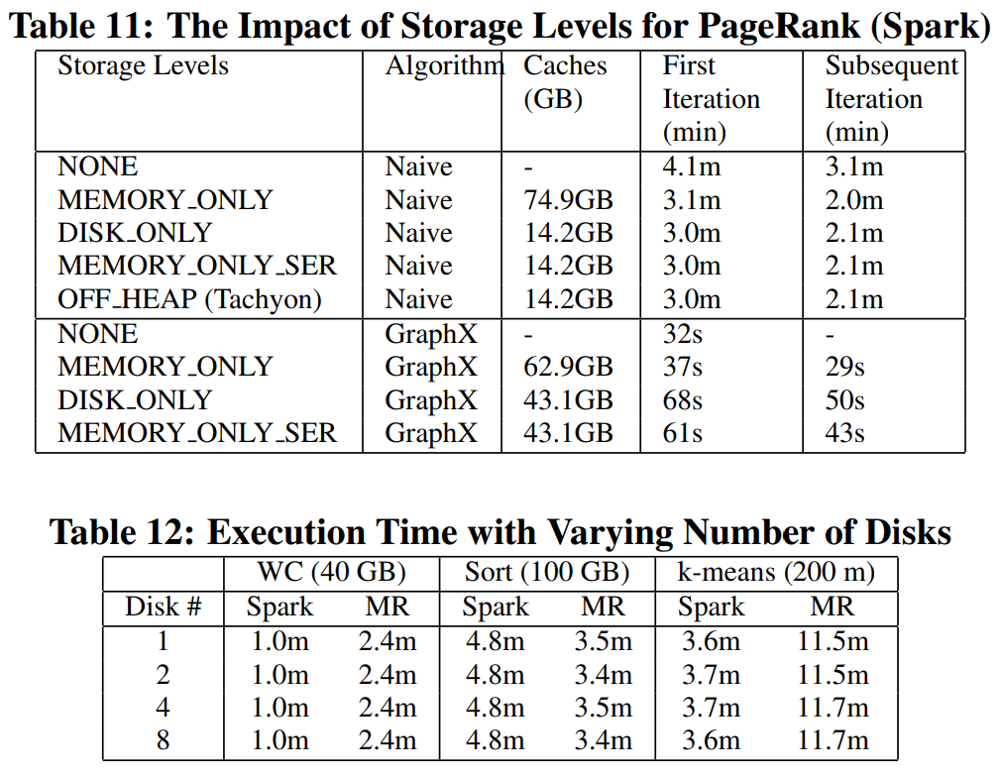 Table 11: The Impact of Storage Levels for PageRank (Spark)
Storage Levels Algorithm Caches First Subsequent
(GB) Iteration Iteration
(min) (min)
NONE Naive - 4.1m 3.1m
MEMORY_ONLY Naive 74.9GB 3.1m 2.0m
DISK_ONLY Naive 14.2GB 3.0m 2.1m
MEMORY_ONLY_SER Naive 14.2GB 3.0m 2.1m
OFF_HEAP (Tachyon) Naive 14.2GB 3.0m 2.1m
NONE GraphX - 32s -
MEMORY_ONLY GraphX 62.9GB 37s 29s
DISK_ONLY GraphX 43.1GB 68s 50s
MEMORY_ONLY_SER GraphX 43.1GB 61s 43s
Table 12: Execution Time with Varying Number of Disks
WC (40 GB) Sort (100 GB) k-means (200 m)
Disk # Spark MR Spark MR Spark MR
1 1.0m 2.4m 4.8m 3.5m 3.6m 11.5m
2 1.0m 2.4m 4.8m 3.4m 3.7m 11.5m
4 1.0m 2.4m 4.8m 3.5m 3.7m 11.7m
8 1.0m 2.4m 4.8m 3.4m 3.6m 11.7m